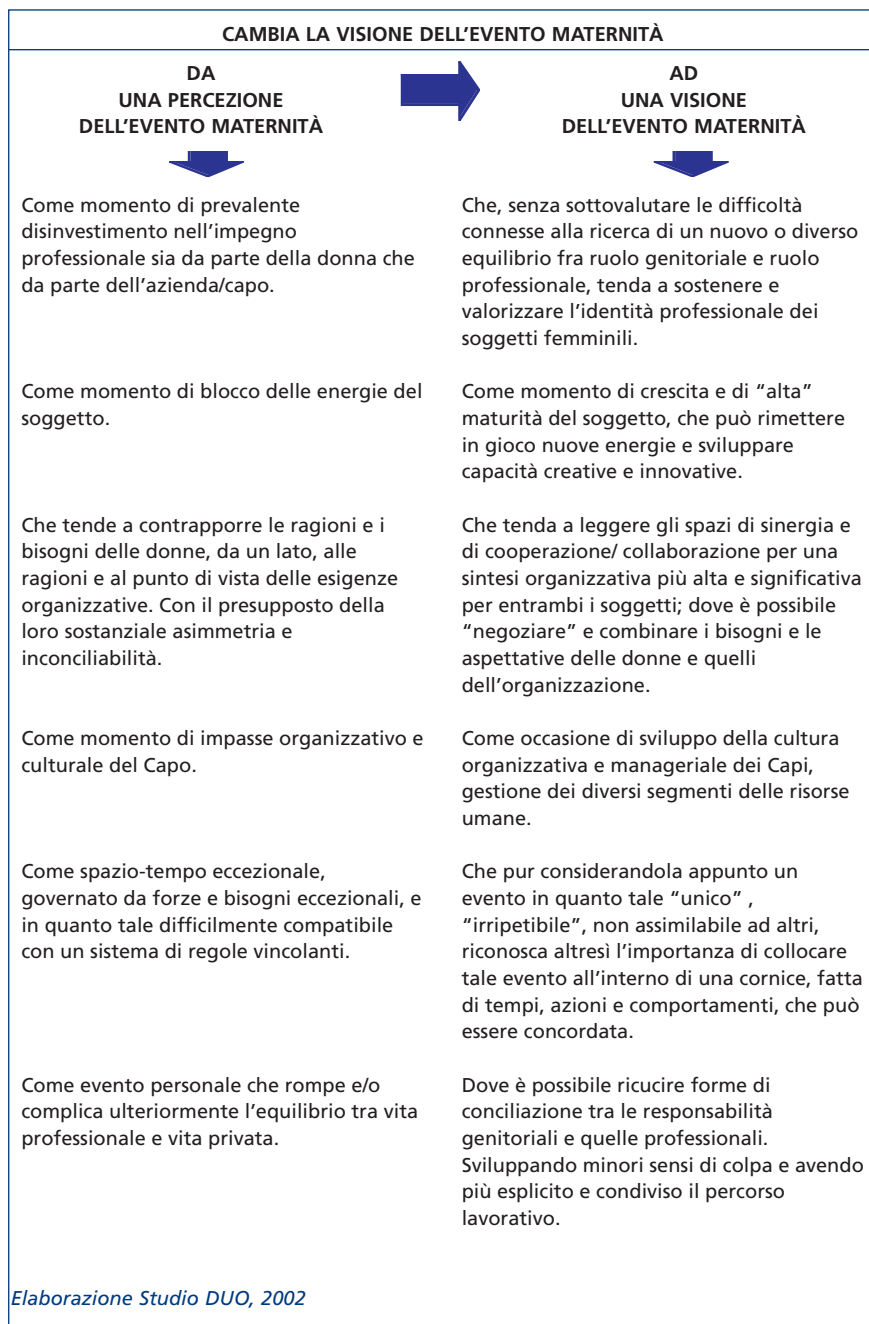 CAMBIA LA VISIONE DELL'EVENTO MATERNITÀ
DA
UNA PERCEZIONE
DELL'EVENTO MATERNITÀ
AD
UNA VISIONE
DELL'EVENTO MATERNITÀ
Come momento di prevalente
disinvestimento nell'impegno
professionale sia da parte della donna che
da parte dell'azienda/capo.
Che, senza sottovalutare le difficoltà
connesse alla ricerca di un nuovo o diverso
equilibrio fra ruolo genitoriale e ruolo
professionale, tenda a sostenere e
valorizzare l'identità professionale dei
soggetti femminili.
Come momento di blocco delle energie del
soggetto.
Come momento di crescita e di “alta”
maturità del soggetto, che può rimettere
in gioco nuove energie e sviluppare
capacità creative e innovative.
Che tende a contrapporre le ragioni e i
bisogni delle donne, da un lato, alle
ragioni e al punto di vista delle esigenze
organizzative. Con il presupposto della
loro sostanziale asimmetria e
inconciliabilità.
Che tenda a leggere gli spazi di sinergia e
di cooperazione/ collaborazione per una
sintesi organizzativa più alta e significativa
per entrambi i soggetti; dove è possibile
“negoziare” e combinare i bisogni e le
aspettative delle donne e quelli
dell'organizzazione.
Come momento di impasse organizzativo e
culturale del Capo.
Come occasione di sviluppo della cultura
organizzativa e manageriale dei Capi,
gestione dei diversi segmenti delle risorse
umane.
Come spazio-tempo eccezionale,
governato da forze e bisogni eccezionali, e
in quanto tale difficilmente compatibile
con un sistema di regole vincolanti.
Che pur considerandola appunto un
evento in quanto tale “unico” ,
“irripetibile”, non assimilabile ad altri,
riconosca altresì l'importanza di collocare
tale evento all'interno di una cornice, fatta
di tempi, azioni e comportamenti, che può
essere concordata.
Come evento personale che rompe e/o
complica ulteriormente l'equilibrio tra vita
professionale e vita privata.
Dove è possibile ricucire forme di
conciliazione tra le responsabilità
genitoriali e quelle professionali.
Sviluppando minori sensi di colpa e avendo
più esplicito e condiviso il percorso
lavorativo.
Elaborazione Studio DUO, 2002